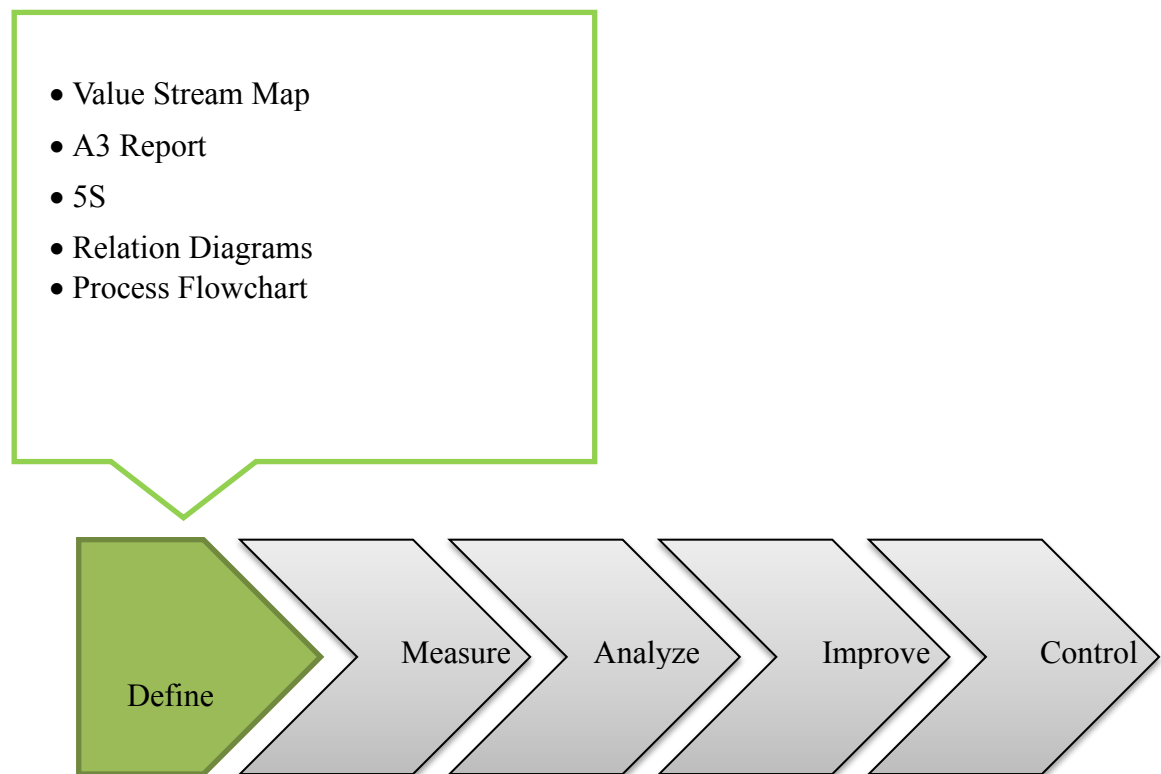 • Value Stream Map
• A3 Report
• 5S
• Relation Diagrams
• Process Flowchart
Define
Measure
Analyze
Improve
Control